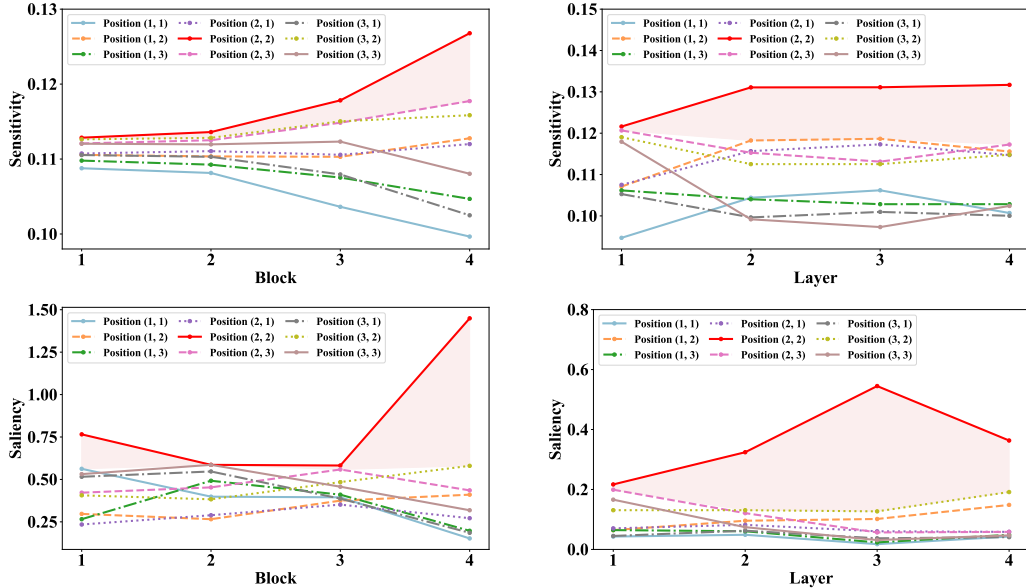 0.13
0.12
0.11
0.10
Sensitivity
Position (1, 1) Position (2, 1) Position (3, 1)
Position (1, 2) Position (2, 2) Position (3, 2)
Position (1, 3) Position (2, 3) Position (3, 3)
1 2 3 4
Block
0.15
0.14
0.13
0.12
0.11
0.10
Sensitivity
Position (1, 1) Position (2, 1) Position (3, 1)
Position (1, 2) Position (2, 2) Position (3, 2)
Position (1, 3) Position (2, 3) Position (3, 3)
1 2 3 4
Layer
1.50
1.25
1.00
0.75
0.50
0.25
Saliency
Position (1, 1) Position (2, 1) Position (3, 1)
Position (1, 2) Position (2, 2) Position (3, 2)
Position (1, 3) Position (2, 3) Position (3, 3)
1 2 3 4
Block
0.8
0.6
0.4
0.2
0.0
Saliency
Position (1, 1) Position (2, 1) Position (3, 1)
Position (1, 2) Position (2, 2) Position (3, 2)
Position (1, 3) Position (2, 3) Position (3, 3)
1 2 3 4
Layer